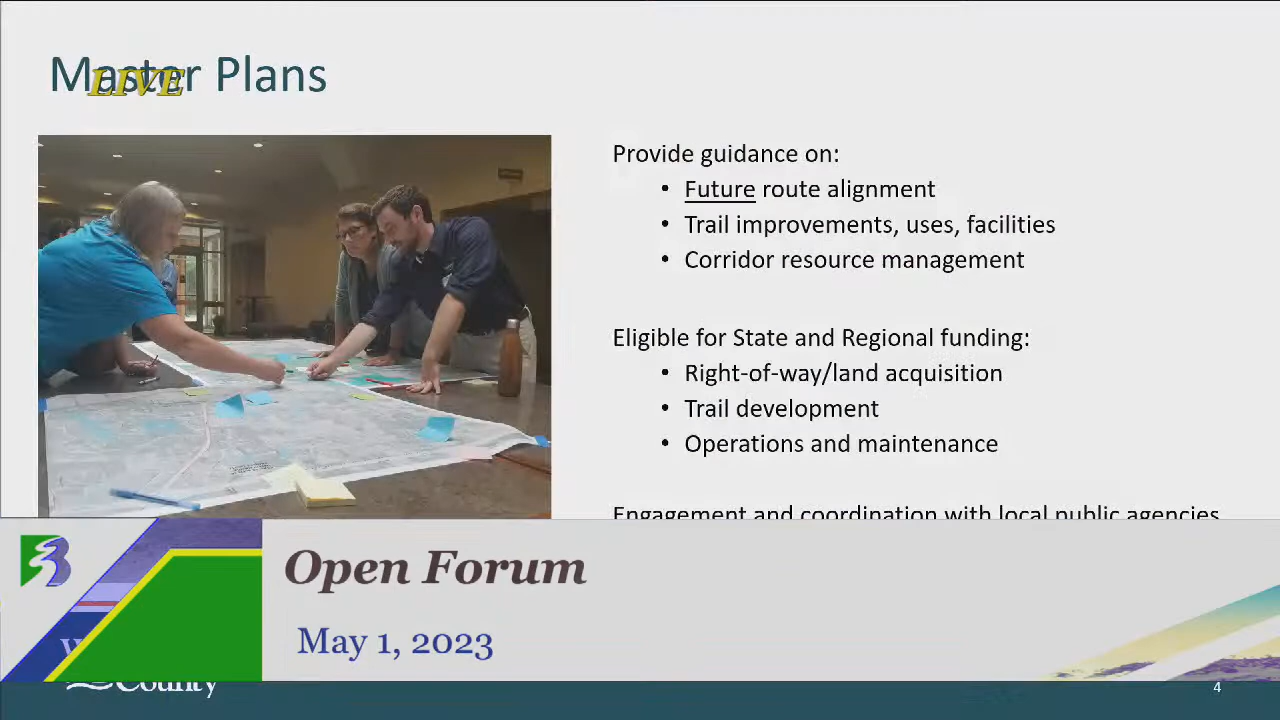 Master Plans
LIVE
Provide guidance on:
• Future route alignment
• Trail improvements, uses, facilities
• Corridor resource management
Eligible for State and Regional funding:
• Right-of-way/land acquisition
• Trail development
• Operations and maintenance
Engagement and coordination with local public agencies
Open Forum
May 1, 2023
County
4